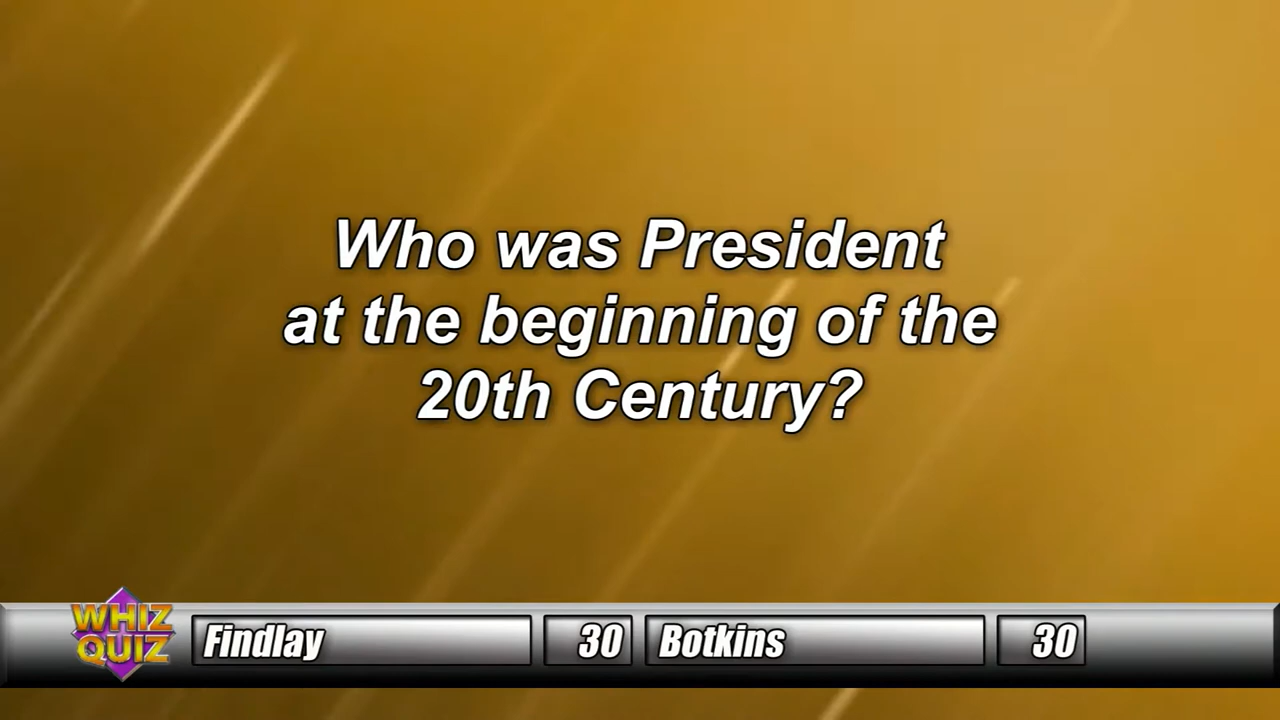 Who was President
at the beginning of the
20th Century?
WHIZ
QUIZ
Findlay 30 Botkins 30